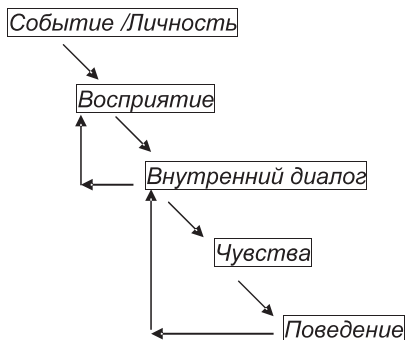 Событие /Личность
Восприятие
Внутренний диалог
Чувства
Поведение